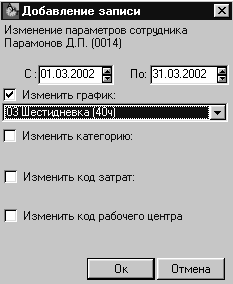 Добавление записи
Изменение параметров сотрудника
Парамонов Д.П. (0014)
С : 01.03.2002 По: 31.03.2002
Изменить график:
03 Шестидневка (40ч)
Изменить категорию:
Изменить код затрат:
Изменить код рабочего центра
Ок Отмена